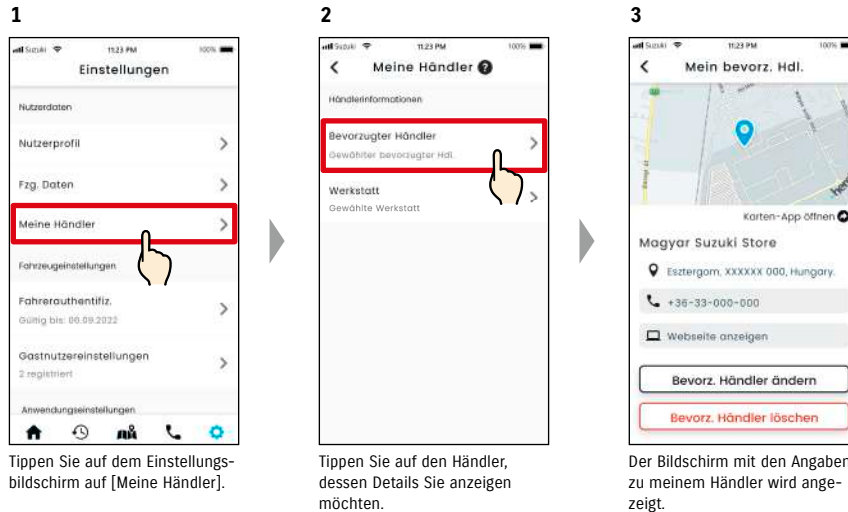 1
Suzuki 11:23 PM 100%
Einstellungen
Nutzerdaten
Nutzerprofil
Fzg. Daten
Meine Händler
Fahrzeugeinstellungen
Fahrerauthentifiz.
Gültig bis: 06.09.2022
Gastnutzereinstellungen
2 registriert
Anwendungseinstellungen
Tippen Sie auf dem Einstellungs-
bildschirm auf [Meine Händler].
2
Suzuki 11:23 PM 100%
Meine Händler ?
Händlerinformationen
Bevorzugter Händler
Gewählter bevorzugter Hdl.
Werkstatt
Gewählte Werkstatt
Tippen Sie auf den Händler,
dessen Details Sie anzeigen
möchten.
3
Suzuki 11:23 PM 100%
Mein bevorz. Hdl.
here
Karten-App öffnen
Magyar Suzuki Store
Esztergom, XXXXXX 000, Hungary.
+36-33-000-000
Webseite anzeigen
Bevorz. Händler ändern
Bevorz. Händler löschen
Der Bildschirm mit den Angaben
zu meinem Händler wird ange-
zeigt.